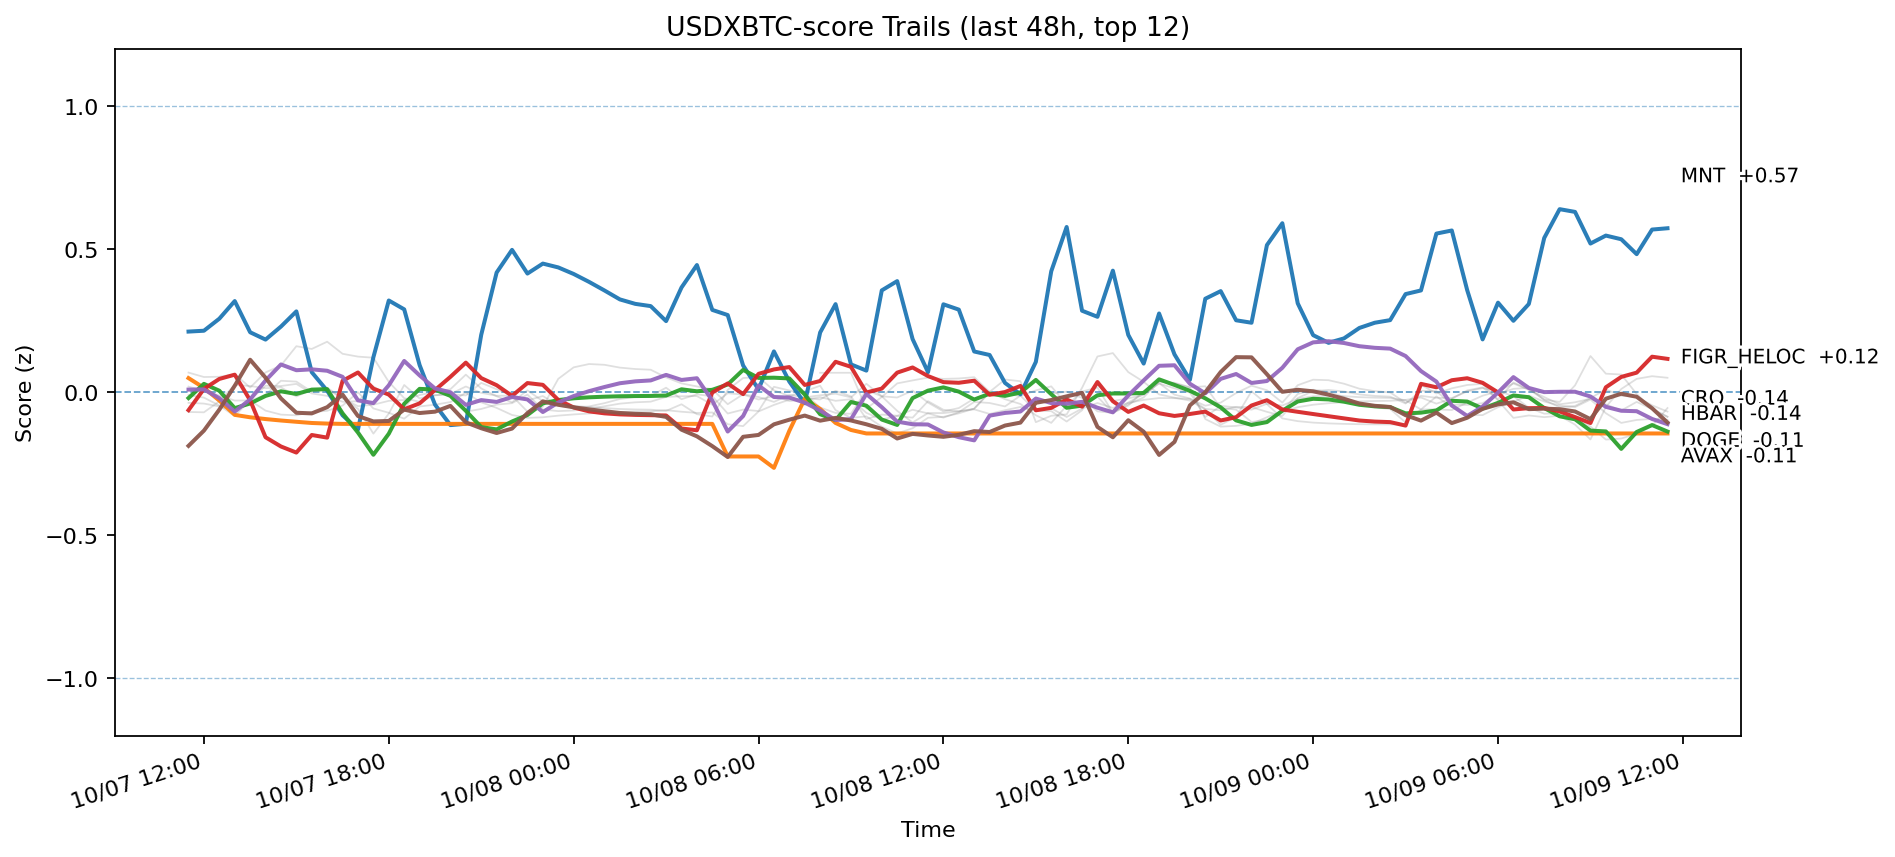 USDXBTC-score Trails (last 48h, top 12)
Score (z)
1.0
0.5
0.0
−0.5
−1.0
MNT +0.57
FIGR_HELOC +0.12
CRO -0.14
HBAR -0.14
DOGE -0.11
AVAX -0.11
10/07 12:00
10/07 18:00
10/08 00:00
10/08 06:00
10/08 12:00
10/08 18:00
10/09 00:00
10/09 06:00
10/09 12:00
Time